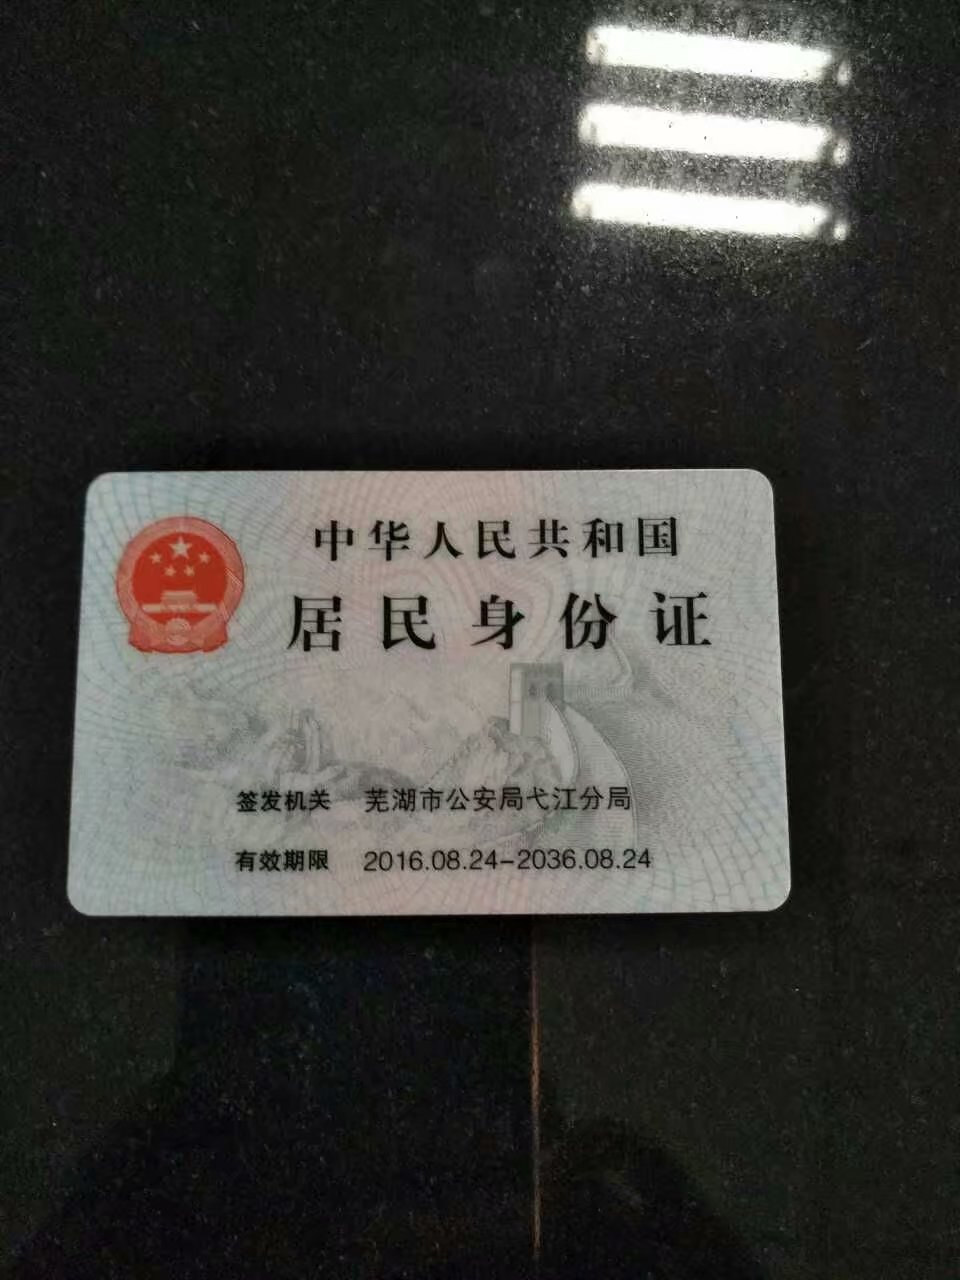 中华人民共和国
居民身份证
签发机关 芜湖市公安局弋江分局
有效期限 2016.08.24-2036.08.24